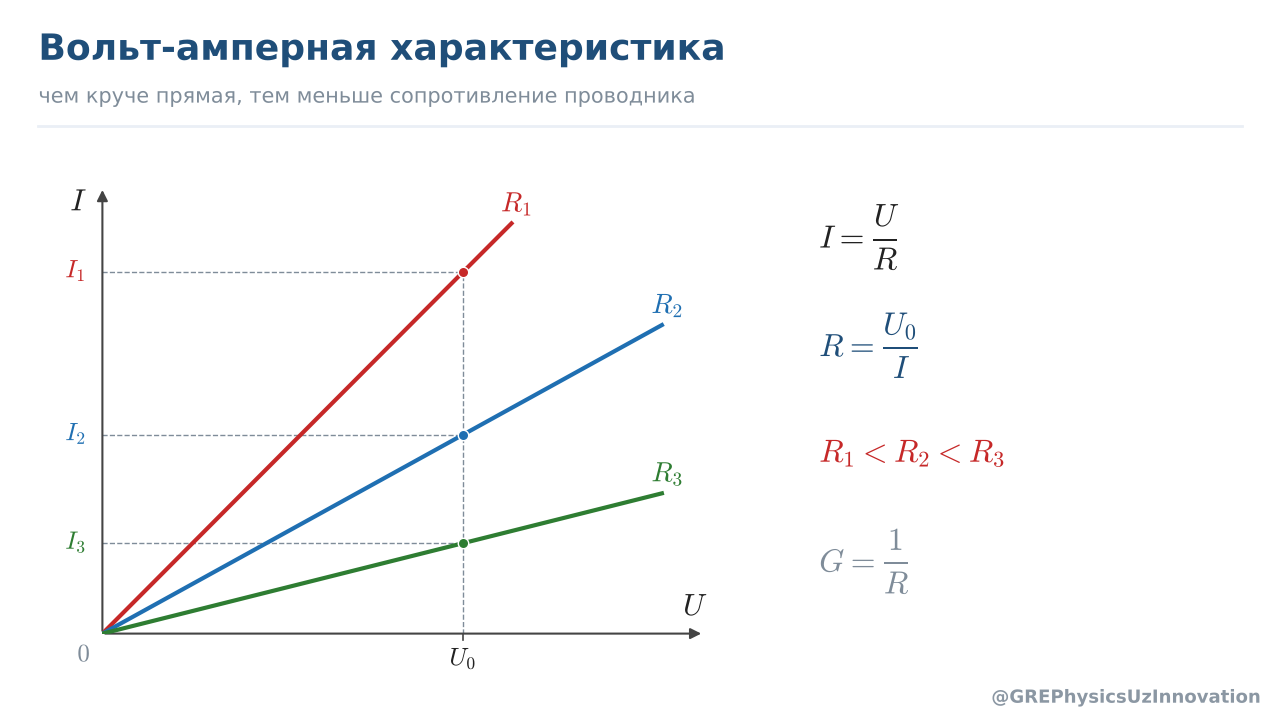 Вольт-амперная характеристика
чем круче прямая, тем меньше сопротивление проводника
I
R₁
I₁
R₂
I₂
R₃
I₃
U
0
U₀
I = U/R
R = U₀/I
R₁ < R₂ < R₃
G = 1/R
@GREPhysicsUzInnovation